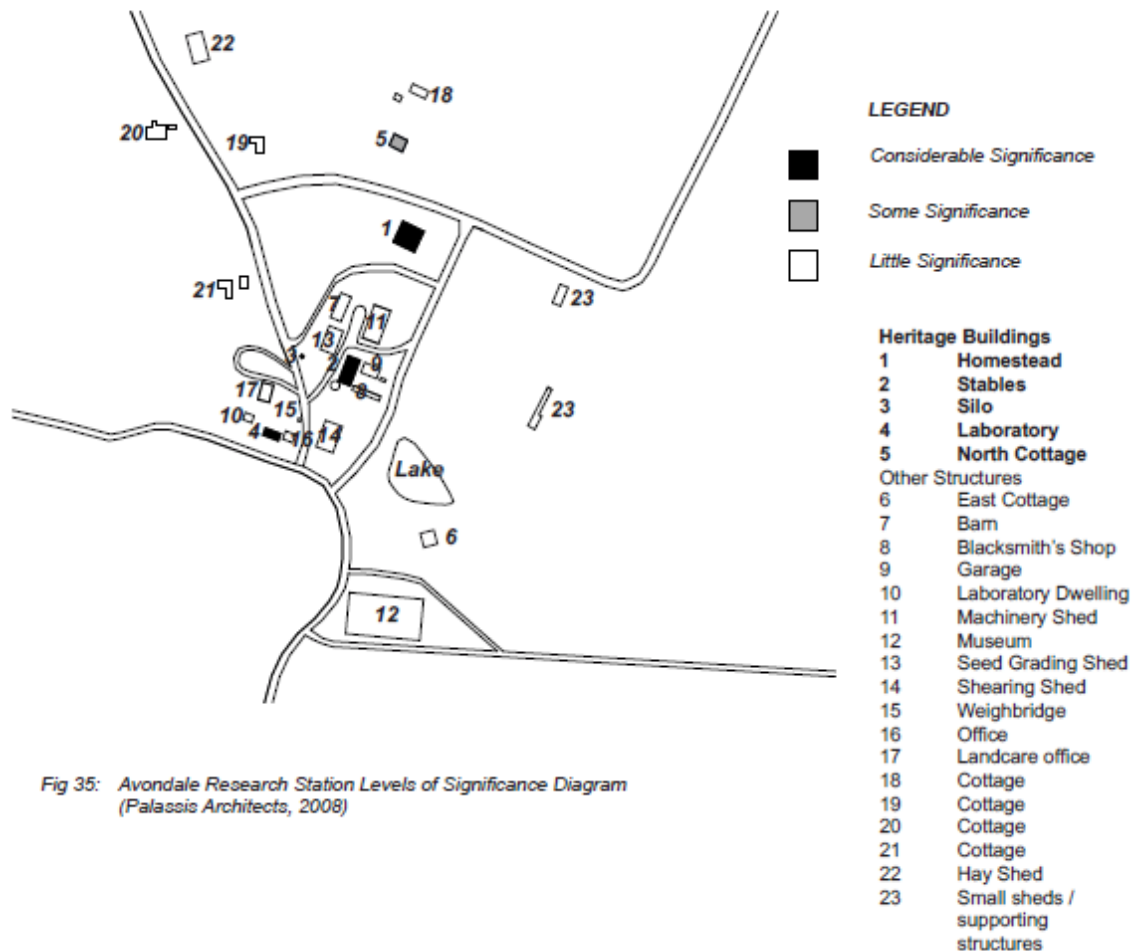 22
18
20
19
5
LEGEND
Considerable Significance
Some Significance
Little Significance
1
21
23
7
11
13
3
2
9
8
17
15
10
4
16
14
23
Lake
6
12
Heritage Buildings
1 Homestead
2 Stables
3 Silo
4 Laboratory
5 North Cottage
Other Structures
6 East Cottage
7 Barn
8 Blacksmith's Shop
9 Garage
10 Laboratory Dwelling
11 Machinery Shed
12 Museum
13 Seed Grading Shed
14 Shearing Shed
15 Weighbridge
16 Office
17 Landcare office
18 Cottage
19 Cottage
20 Cottage
21 Cottage
22 Hay Shed
23 Small sheds /
supporting
structures
Fig 35: Avondale Research Station Levels of Significance Diagram
(Palassis Architects, 2008)